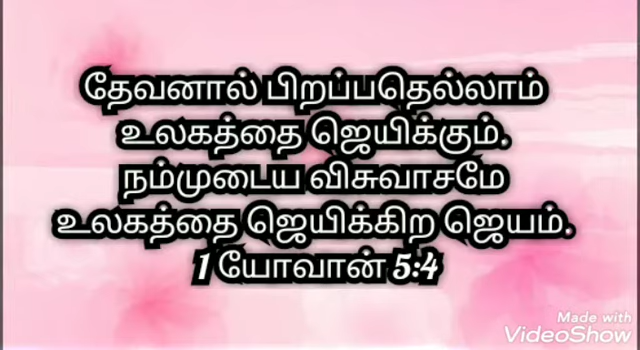 தேவனால் பிறப்பதெல்லாம்
உலகத்தை ஜெயிக்கும்.
நம்முடைய விசுவாசமே
உலகத்தை ஜெயிக்கிற ஜெயம்.
1 யோவான் 5:4
Made with
VideoShow